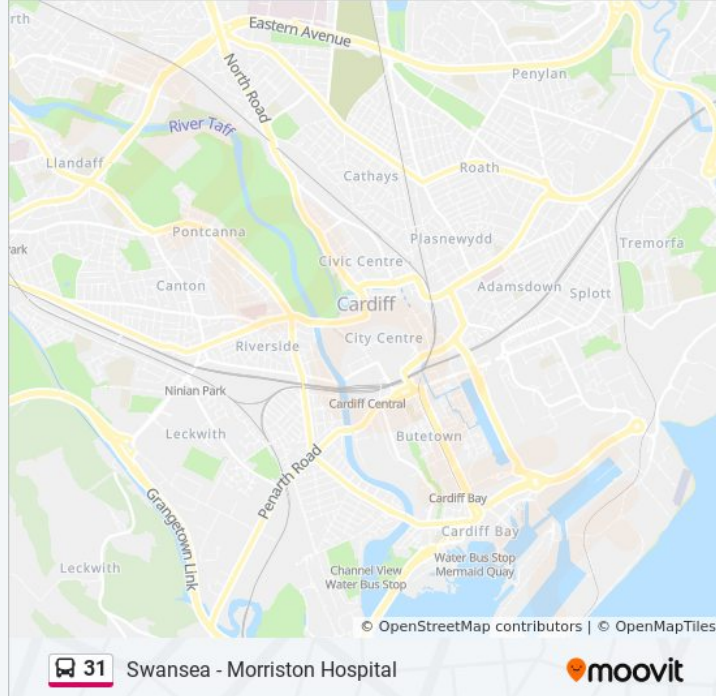 rth
Eastern Avenue
North Road
Penylan
River Taff
Llandaff
Cathays
Roath
Pontcanna
Plasnewydd
ark
Civic Centre
Tremorfa
Canton
Adamsdown
Splott
Cardiff
City Centre
Riverside
Ninian Park
Cardiff Central
Leckwith
Butetown
Penarth Road
Grangetown Link
Cardiff Bay
Cardiff Bay
Leckwith
Channel View
Water Bus Stop
Water Bus Stop
Mermaid Quay
© OpenStreetMap contributors | © OpenMapTiles
31 Swansea - Morriston Hospital
moovit